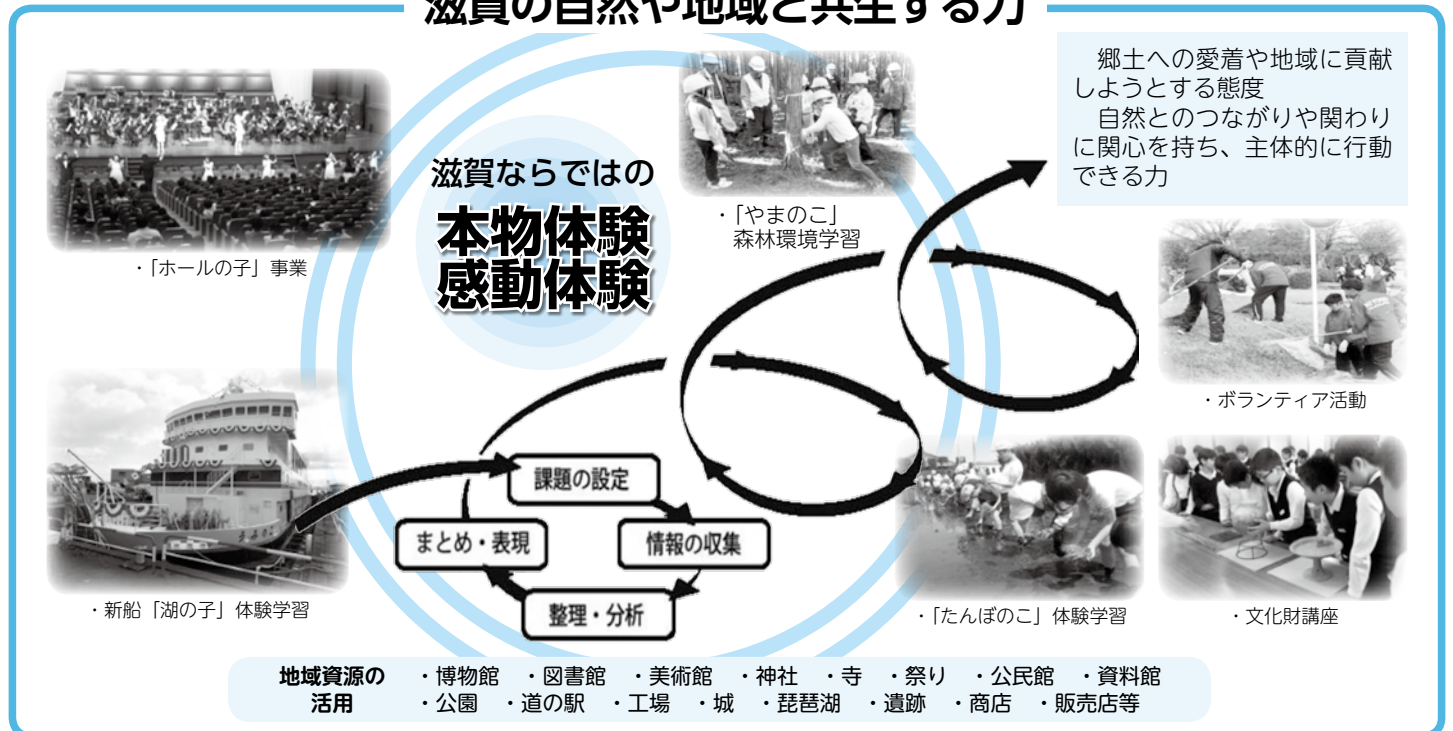 滋賀の自然や地域と共生する力
郷土への愛着や地域に貢献
しようとする態度
自然とのつながりや関わり
に関心を持ち、主体的に行動
できる力
滋賀ならではの
本物体験
感動体験
・「ホールの子」事業
・「やまのこ」
森林環境学習
・ボランティア活動
課題の設定
まとめ・表現
情報の収集
整理・分析
・新船「湖の子」体験学習
・「たんぼのこ」体験学習
・文化財講座
地域資源の ・博物館 ・図書館 ・美術館 ・神社 ・寺 ・祭り ・公民館 ・資料館
活用 ・公園 ・道の駅 ・工場 ・城 ・琵琶湖 ・遺跡 ・商店 ・販売店等